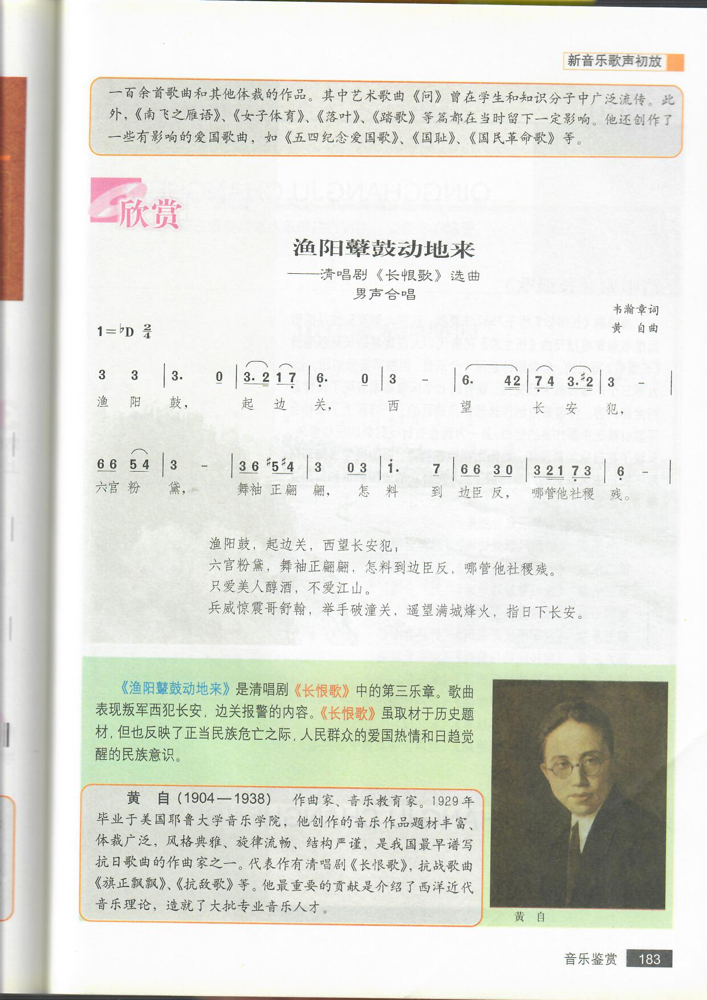 新音乐歌声初放
一百余首歌曲和其他体裁的作品。其中艺术歌曲《问》曾在学生和知识分子中广泛流传。此
外，《南飞之雁语》、《女子体育》、《落叶》、《踏歌》等篇都在当时留下一定影响。他还创作了
一些有影响的爱国歌曲，如《五四纪念爱国歌》、《国耻》、《国民革命歌》等。
欣赏
渔阳鼙鼓动地来
——清唱剧《长恨歌》选曲
男声合唱
韦瀚章词
黄　自曲
1=♭D 2/4
3 3 | 3. 0 | 3. 2 1 7 | 6. 0 | 3 - | 6. 42 | 7 4 3.♯2 | 3 - |
渔 阳 鼓， 起 边 关， 西 望 长 安 犯，
6 6 5 4 | 3 - | 3 6 ♯5♯4 | 3 0 3 | i. 7 | 6 6 3 0 | 3 2 1 7 3 | 6 - |
六宫 粉 黛， 舞袖 正翩 翩， 怎 料 到 边臣 反， 哪管他社稷 残。
渔阳鼓，起边关，西望长安犯；
六宫粉黛，舞袖正翩翩，怎料到边臣反，哪管他社稷残。
只爱美人醇酒，不爱江山。
兵威惊震哥舒翰，举手破潼关，遥望满城烽火，指日下长安。
《渔阳鼙鼓动地来》是清唱剧《长恨歌》中的第三乐章。歌曲
表现叛军西犯长安，边关报警的内容。《长恨歌》虽取材于历史题
材，但也反映了正当民族危亡之际，人民群众的爱国热情和日趋觉
醒的民族意识。
黄　自（1904—1938）　作曲家、音乐教育家。1929年
毕业于美国耶鲁大学音乐学院，他创作的音乐作品题材丰富、
体裁广泛，风格典雅、旋律流畅、结构严谨，是我国最早谱写
抗日歌曲的作曲家之一。代表作有清唱剧《长恨歌》，抗战歌曲
《旗正飘飘》、《抗敌歌》等。他最重要的贡献是介绍了西洋近代
音乐理论，造就了大批专业音乐人才。
黄　自
音乐鉴赏 183